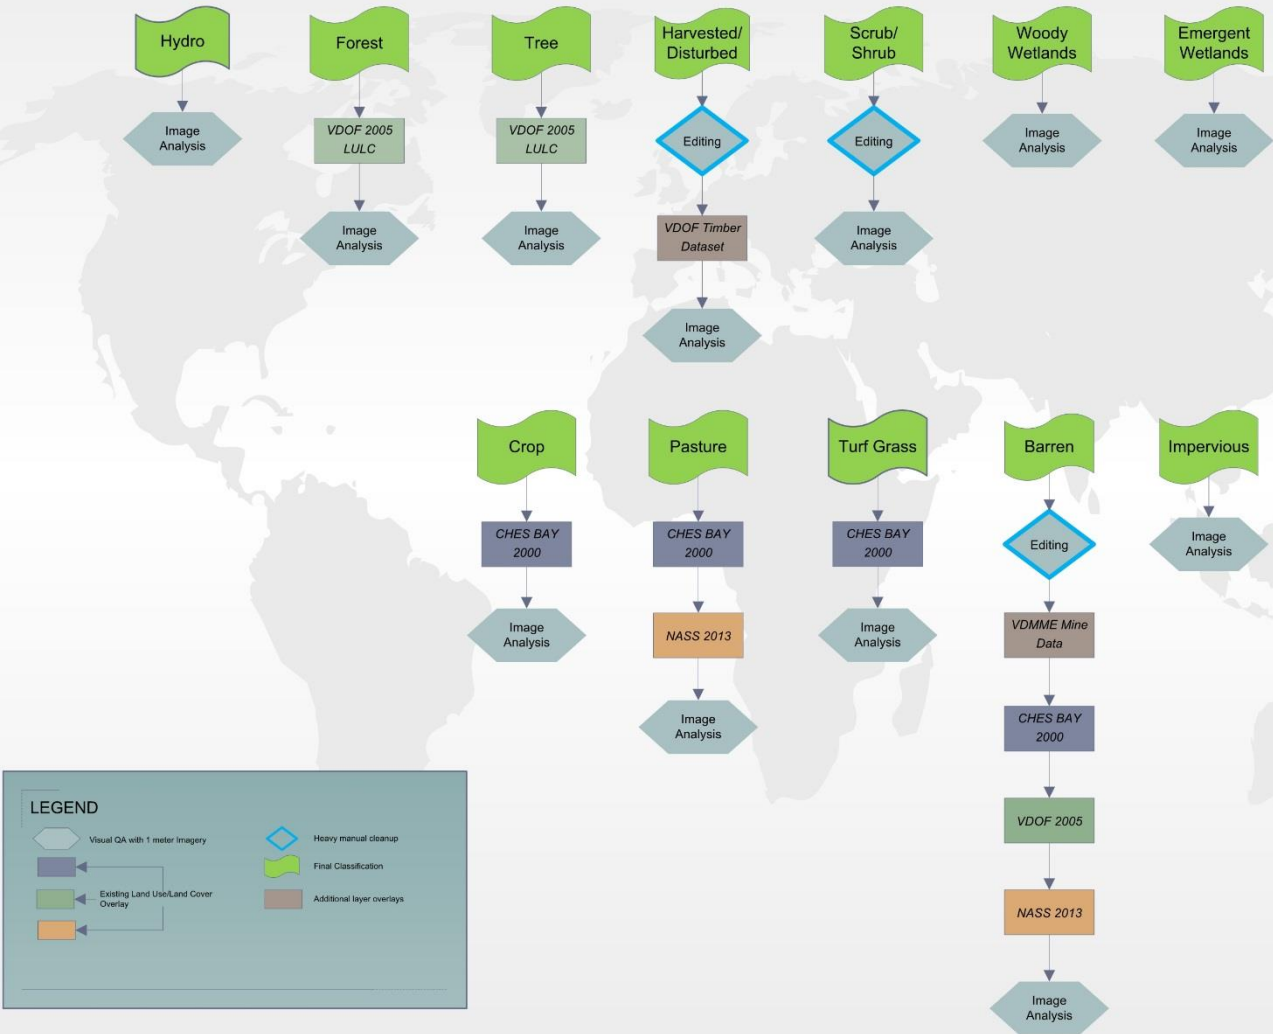 Hydro
Forest
Tree
Harvested/
Disturbed
Scrub/
Shrub
Woody
Wetlands
Emergent
Wetlands
Image
Analysis
VDOF 2005
LULC
VDOF 2005
LULC
Editing
Editing
Image
Analysis
Image
Analysis
Image
Analysis
Image
Analysis
VDOF Timber
Dataset
Image
Analysis
Image
Analysis
Crop
Pasture
Turf Grass
Barren
Impervious
CHES BAY
2000
CHES BAY
2000
CHES BAY
2000
Editing
Image
Analysis
Image
Analysis
NASS 2013
Image
Analysis
VDMME Mine
Data
Image
Analysis
CHES BAY
2000
VDOF 2005
NASS 2013
Image
Analysis
LEGEND
Visual QA with 1 meter Imagery
Heavy manual cleanup
Final Classification
Existing Land Use/Land Cover
Overlay
Additional layer overlays